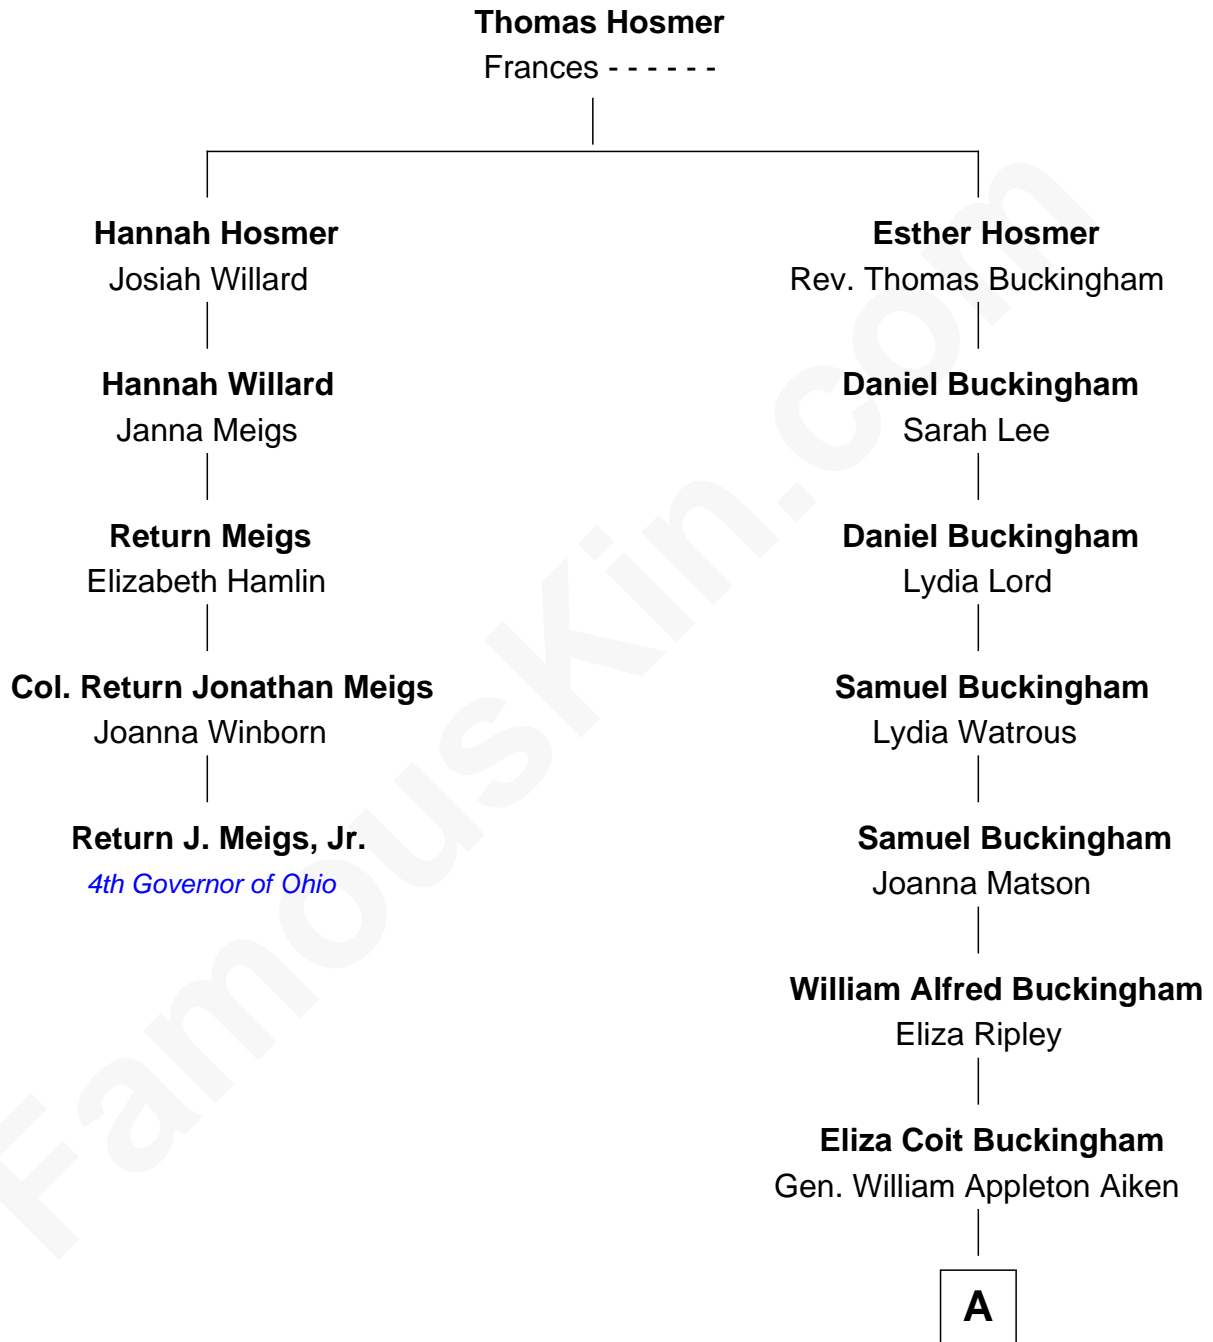 Thomas Hosmer
Frances - - - - - -
Hannah Hosmer
Josiah Willard
Hannah Willard
Janna Meigs
Return Meigs
Elizabeth Hamlin
Col. Return Jonathan Meigs
Joanna Winborn
Return J. Meigs, Jr.
4th Governor of Ohio
Esther Hosmer
Rev. Thomas Buckingham
Daniel Buckingham
Sarah Lee
Daniel Buckingham
Lydia Lord
Samuel Buckingham
Lydia Watrous
Samuel Buckingham
Joanna Matson
William Alfred Buckingham
Eliza Ripley
Eliza Coit Buckingham
Gen. William Appleton Aiken
A
FamousKin.com